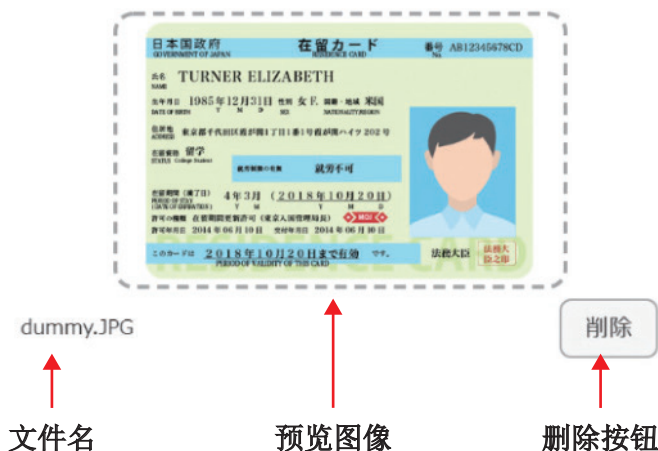 日本国政府 在留カード 番号 AB12345678CD
GOVERNMENT OF JAPAN RESIDENCE CARD No.
氏名 TURNER ELIZABETH
NAME
生年月日 1985年12月31日 性別 女 F. 国籍・地域 米国
DATE OF BIRTH Y M D SEX NATIONALITY/REGION
住居地 東京都千代田区霞が関1丁目1番1号霞が関ハイツ202号
ADDRESS
在留資格 留学
STATUS College Student
就労制限の有無 就労不可
在留期間(満了日) 4年3月 (2018年10月20日)
PERIOD OF STAY
(DATE OF EXPIRATION) Y M Y M D
許可の種類 在留期間更新許可(東京入国管理局長) MOJ
許可年月日 2014年06月10日 交付年月日 2014年06月10日
RESIDENCE CARD
このカードは 2018年10月20日まで有効 です。 法務大臣 法務大臣之印
PERIOD OF VALIDITY OF THIS CARD
dummy.JPG 削除
文件名 预览图像 删除按钮